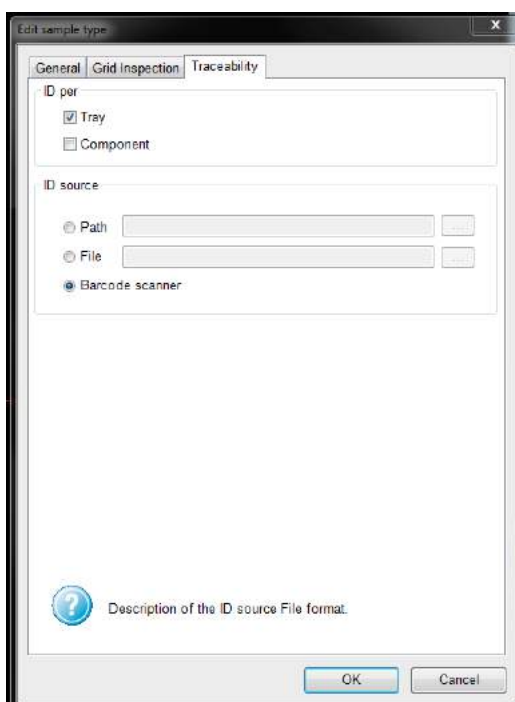 Edit sample type
x
General Grid Inspection Traceability
ID per
Tray
Component
ID source
Path ...
File ...
Barcode scanner
? Description of the ID source File format.
OK Cancel